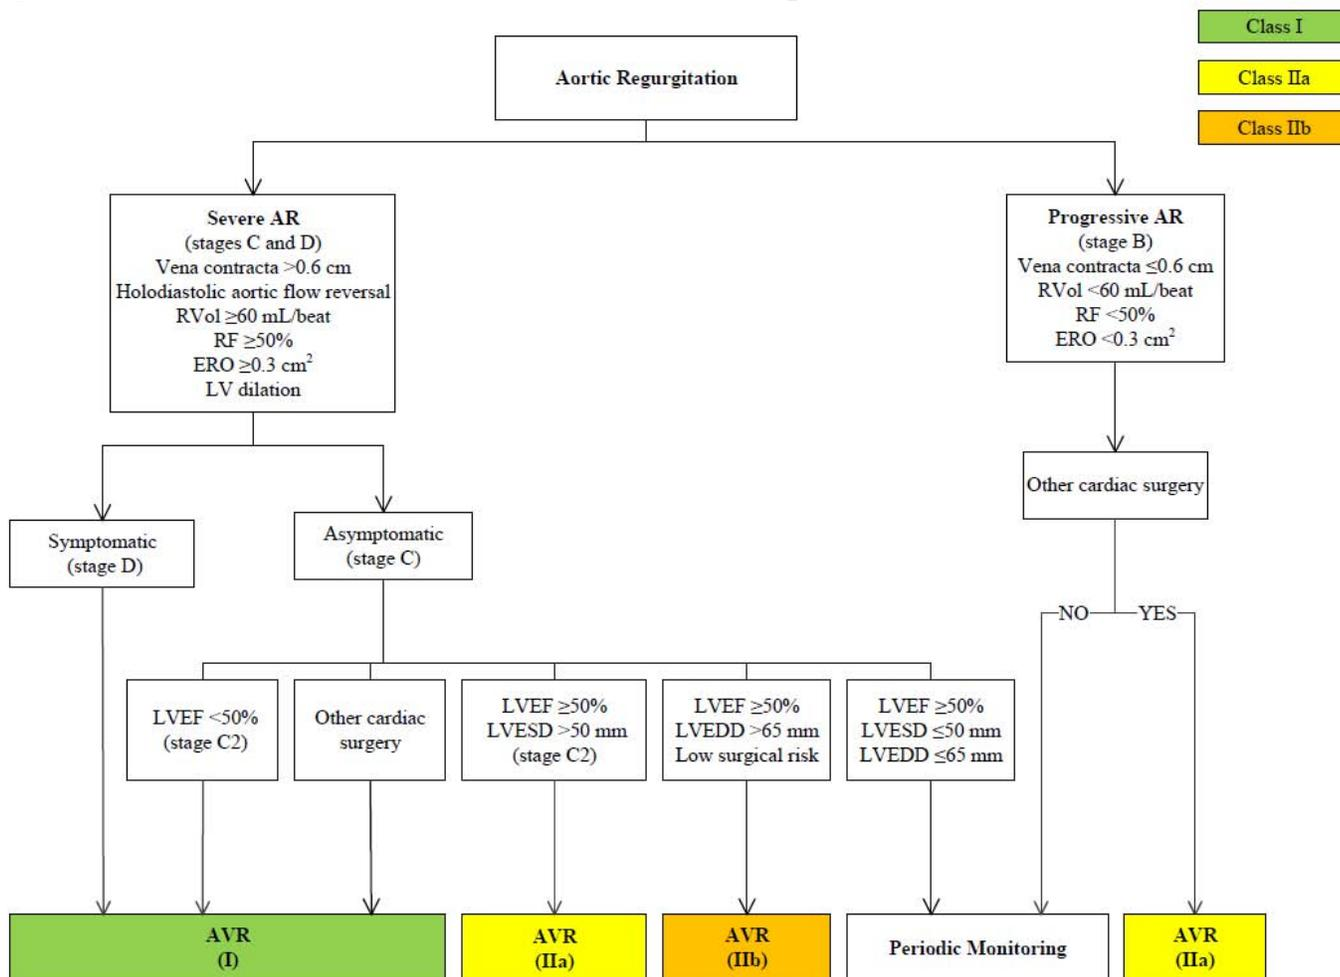 Class I
Class IIa
Class IIb
Aortic Regurgitation
Severe AR
(stages C and D)
Vena contracta >0.6 cm
Holodiastolic aortic flow reversal
RVol ≥60 mL/beat
RF ≥50%
ERO ≥0.3 cm²
LV dilation
Progressive AR
(stage B)
Vena contracta ≤0.6 cm
RVol <60 mL/beat
RF <50%
ERO <0.3 cm²
Symptomatic
(stage D)
Asymptomatic
(stage C)
Other cardiac surgery
NO
YES
LVEF <50%
(stage C2)
Other cardiac
surgery
LVEF ≥50%
LVESD >50 mm
(stage C2)
LVEF ≥50%
LVEDD >65 mm
Low surgical risk
LVEF ≥50%
LVESD ≤50 mm
LVEDD ≤65 mm
AVR
(I)
AVR
(IIa)
AVR
(IIb)
Periodic Monitoring
AVR
(IIa)